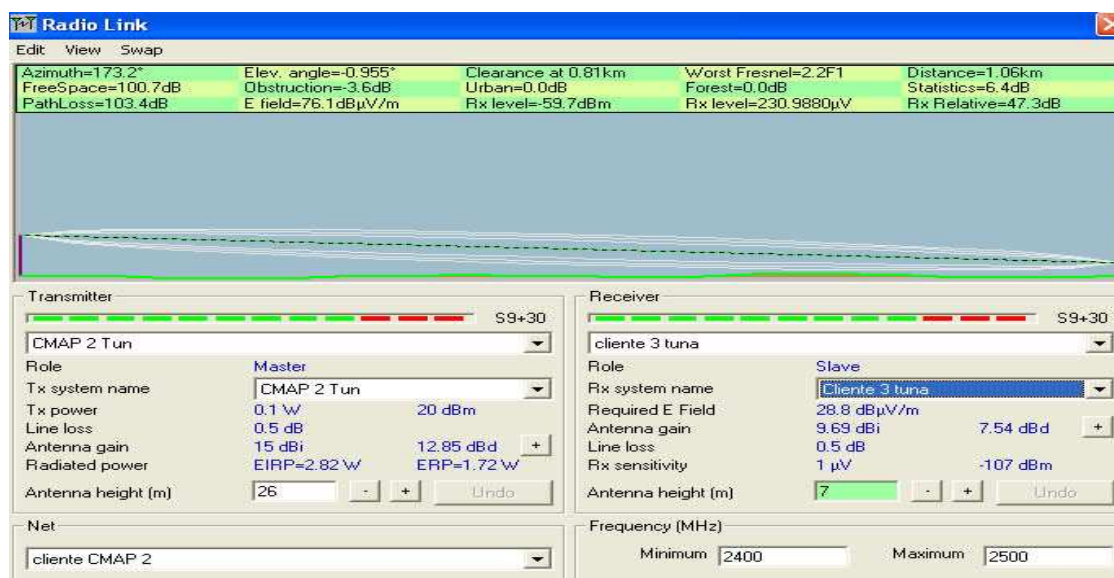 Radio Link
Edit View Swap
Azimuth=173.2° Elev. angle=-0.955° Clearance at 0.81km Worst Fresnel=2.2F1 Distance=1.06km
FreeSpace=100.7dB Obstruction=-3.6dB Urban=0.0dB Forest=0.0dB Statistics=6.4dB
PathLoss=103.4dB E field=76.1dBµV/m Rx level=-59.7dBm Rx level=230.9880µV Rx Relative=47.3dB
Transmitter Receiver
S9+30 S9+30
CMAP 2 Tun cliente 3 tuna
Role Master Role Slave
Tx system name CMAP 2 Tun Rx system name Cliente 3 tuna
Tx power 0.1 W 20 dBm Required E Field 28.8 dBµV/m
Line loss 0.5 dB Antenna gain 9.69 dBi 7.54 dBd +
Antenna gain 15 dBi 12.85 dBd + Line loss 0.5 dB
Radiated power EIRP=2.82 W ERP=1.72 W Rx sensitivity 1 µV -107 dBm
Antenna height (m) 26 - + Undo Antenna height (m) 7 - + Undo
Net Frequency (MHz)
cliente CMAP 2 Minimum 2400 Maximum 2500